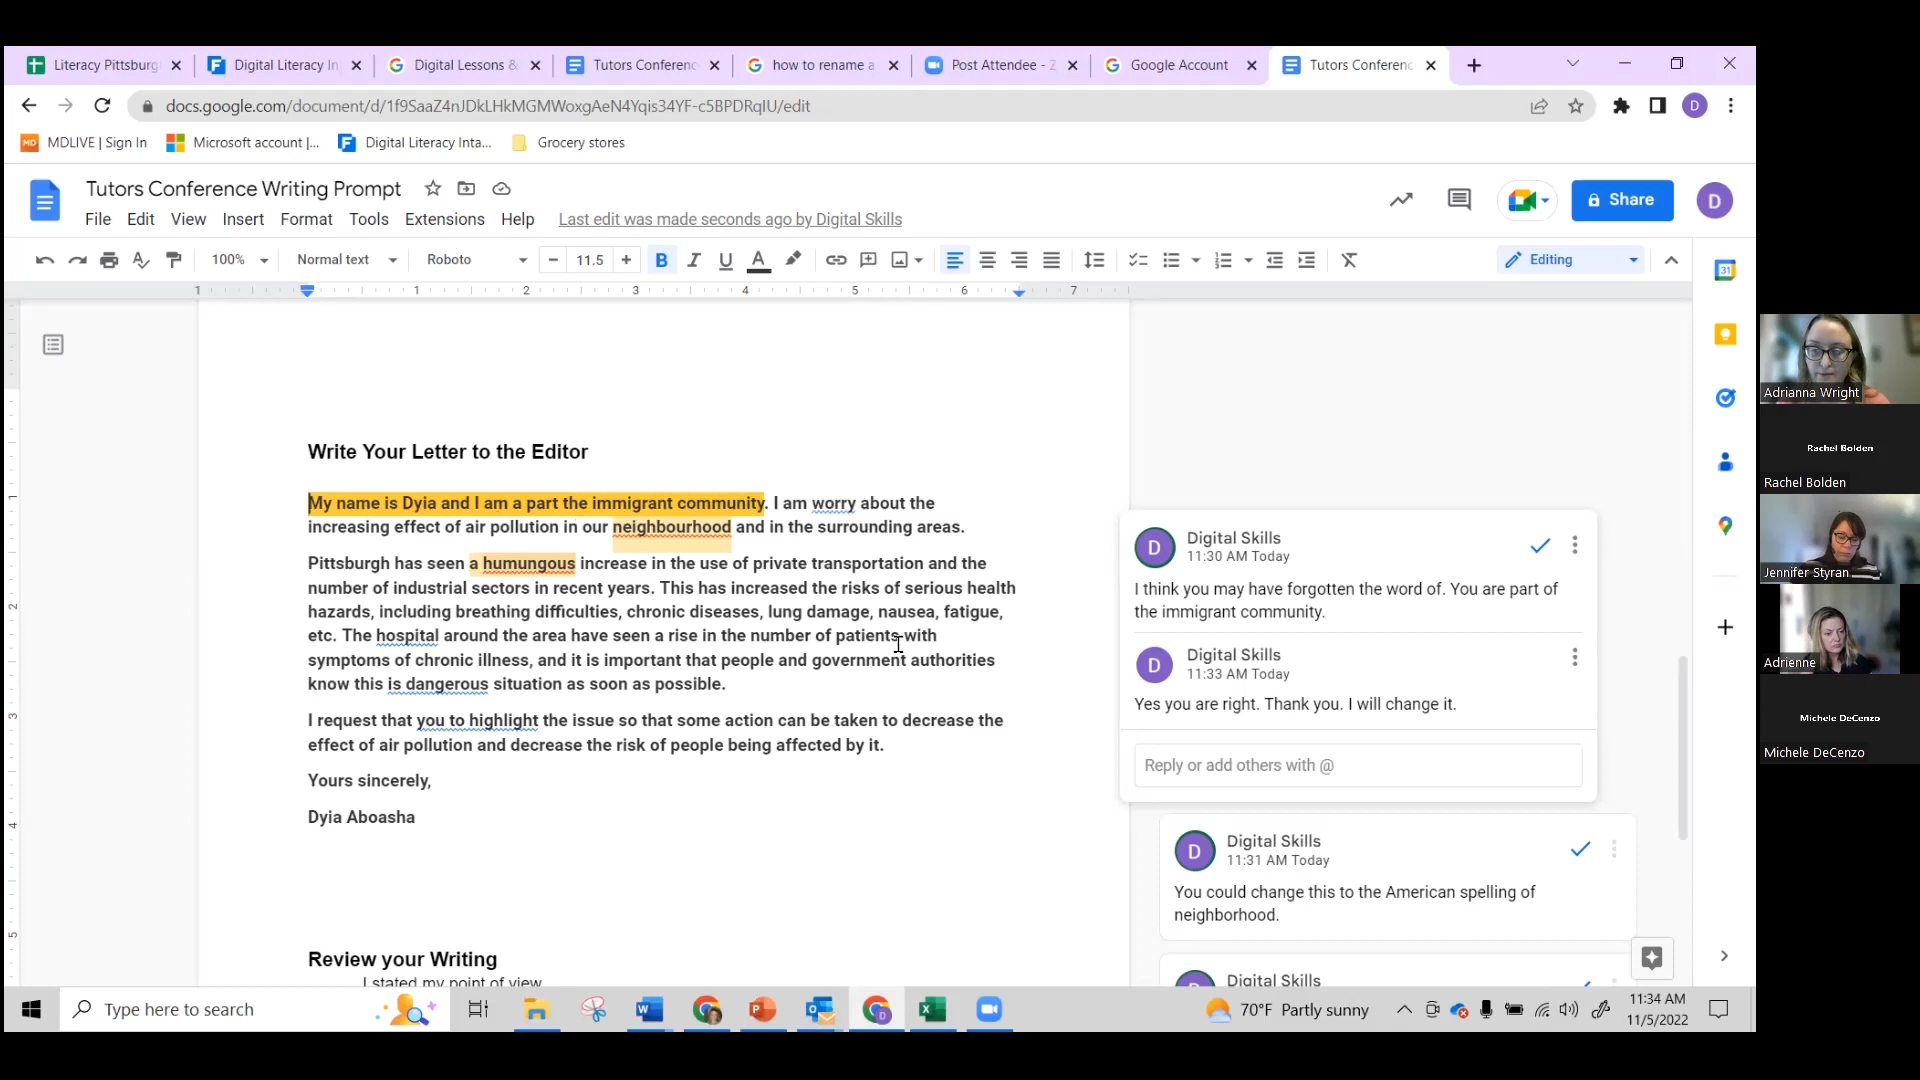 Literacy Pittsburg
Digital Literacy In
Digital Lessons &
Tutors Conferenc
how to rename a
Post Attendee - Z
Google Account
Tutors Conferenc
docs.google.com/document/d/1f9SaaZ4nJDkLHkMGMWoxgAeN4Yqis34YF-c5BPDRqIU/edit
D
MD
MDLIVE | Sign In
Microsoft account |...
Digital Literacy Inta...
Grocery stores
Tutors Conference Writing Prompt
Share
D
File Edit View Insert Format Tools Extensions Help
Last edit was made seconds ago by Digital Skills
100%
Normal text
Roboto
11.5
B I U A
Editing
31
1 1 2 3 4 5 6 7
Write Your Letter to the Editor
My name is Dyia and I am a part the immigrant community. I am worry about the
increasing effect of air pollution in our neighbourhood and in the surrounding areas.
Pittsburgh has seen a humungous increase in the use of private transportation and the
number of industrial sectors in recent years. This has increased the risks of serious health
hazards, including breathing difficulties, chronic diseases, lung damage, nausea, fatigue,
etc. The hospital around the area have seen a rise in the number of patients with
symptoms of chronic illness, and it is important that people and government authorities
know this is dangerous situation as soon as possible.
I request that you to highlight the issue so that some action can be taken to decrease the
effect of air pollution and decrease the risk of people being affected by it.
Yours sincerely,
Dyia Aboasha
Review your Writing
I stated my point of view
1
2
3
4
5
D
Digital Skills
11:30 AM Today
I think you may have forgotten the word of. You are part of
the immigrant community.
D
Digital Skills
11:33 AM Today
Yes you are right. Thank you. I will change it.
Reply or add others with @
D
Digital Skills
11:31 AM Today
You could change this to the American spelling of
neighborhood.
Digital Skills
Adrianna Wright
Rachel Bolden
Rachel Bolden
Jennifer Styran
Adrienne
Michele DeCenzo
Michele DeCenzo
Type here to search
70°F Partly sunny
11:34 AM
11/5/2022